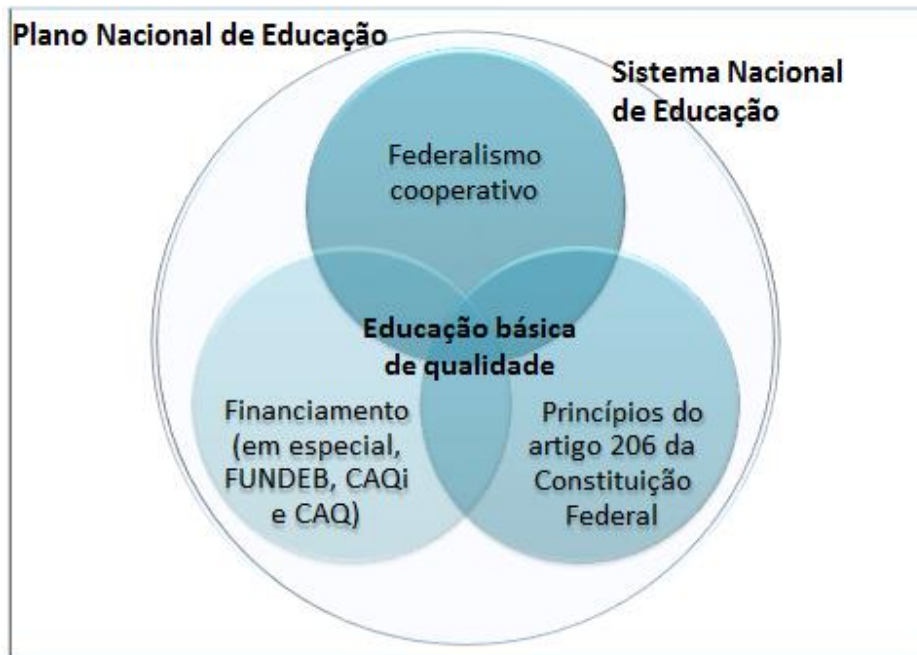 Plano Nacional de Educação
Sistema Nacional
de Educação
Federalismo
cooperativo
Educação básica
de qualidade
Financiamento
(em especial,
FUNDEB, CAQi
e CAQ)
Princípios do
artigo 206 da
Constituição
Federal